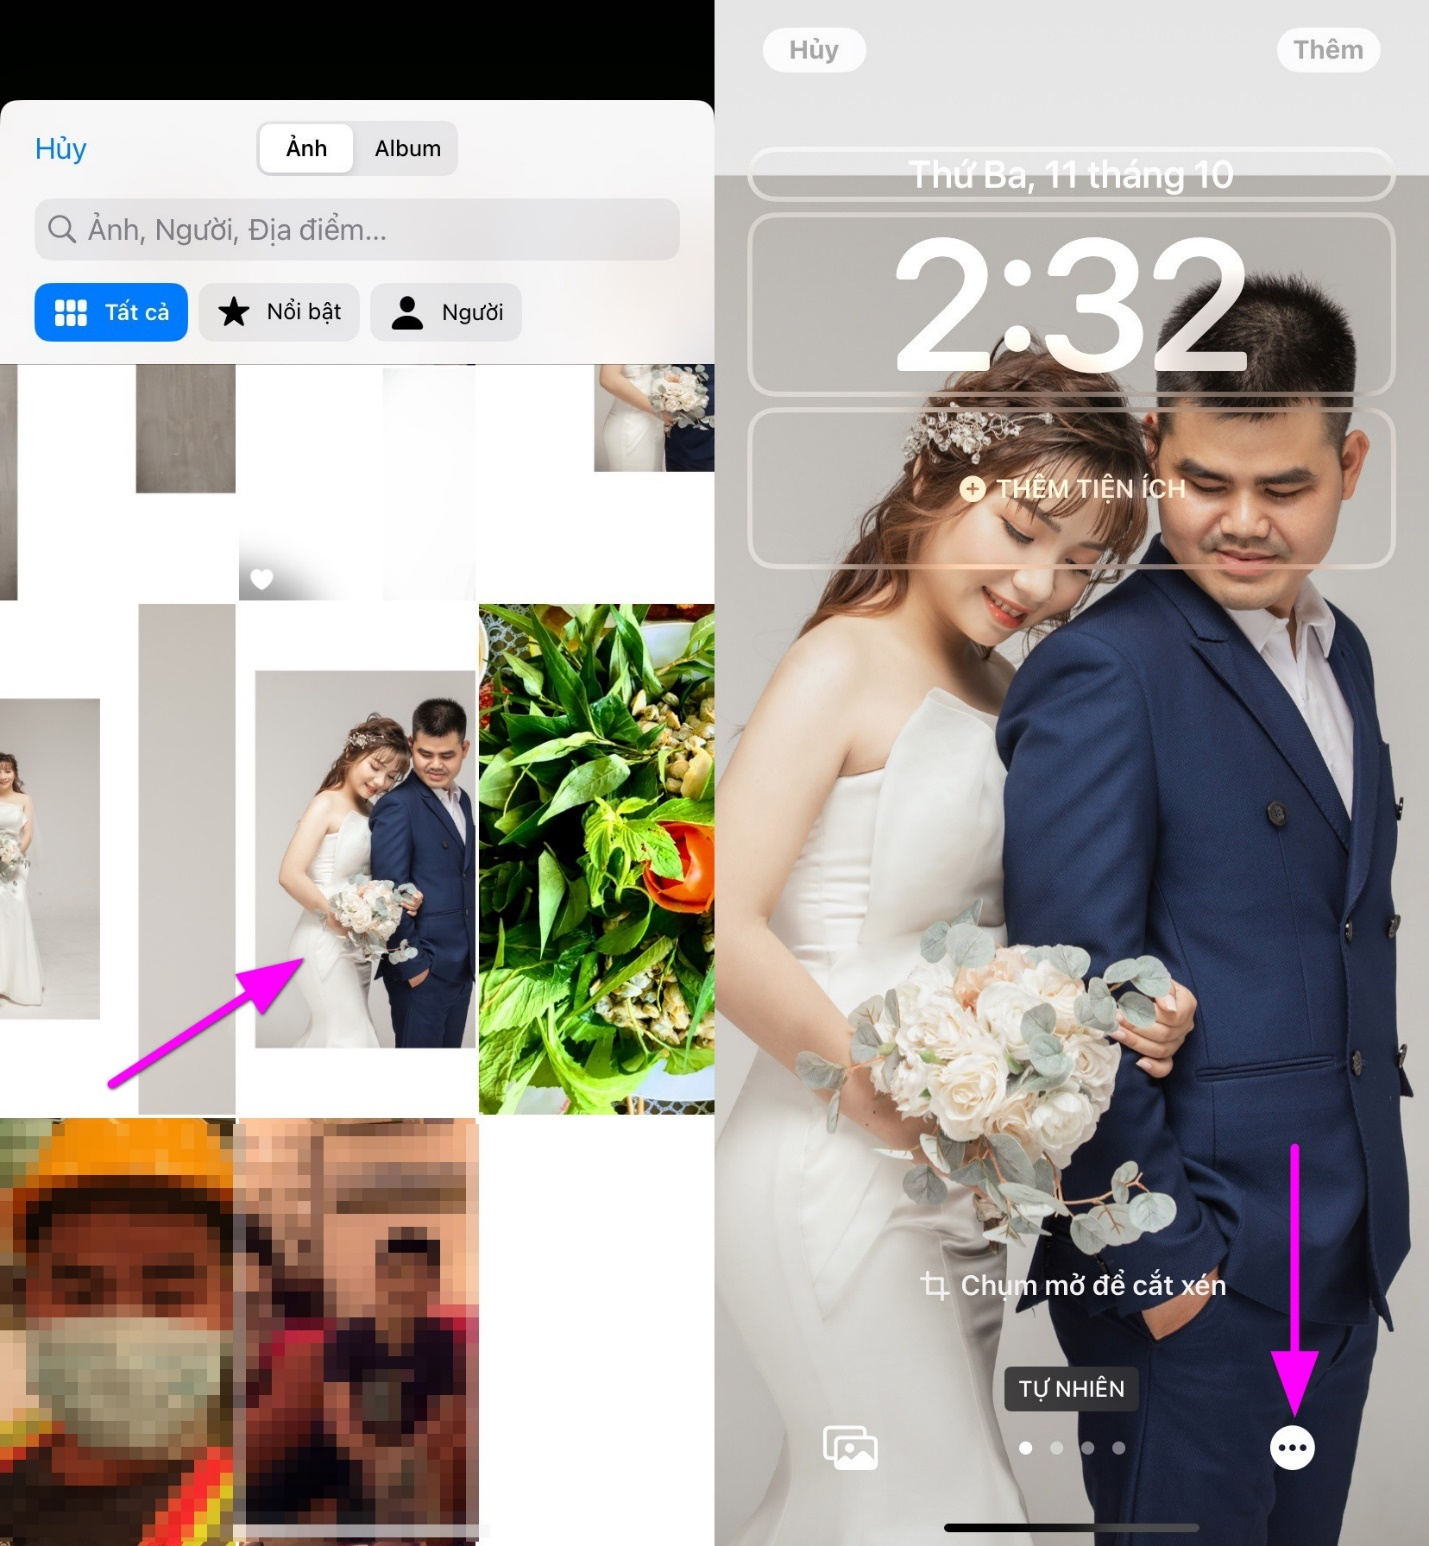 Hủy
Ảnh
Album
Ảnh, Người, Địa điểm...
Tất cả
Nổi bật
Người
Hủy
Thêm
Thứ Ba, 11 tháng 10
2:32
THÊM TIỆN ÍCH
Chụm mở để cắt xén
TỰ NHIÊN